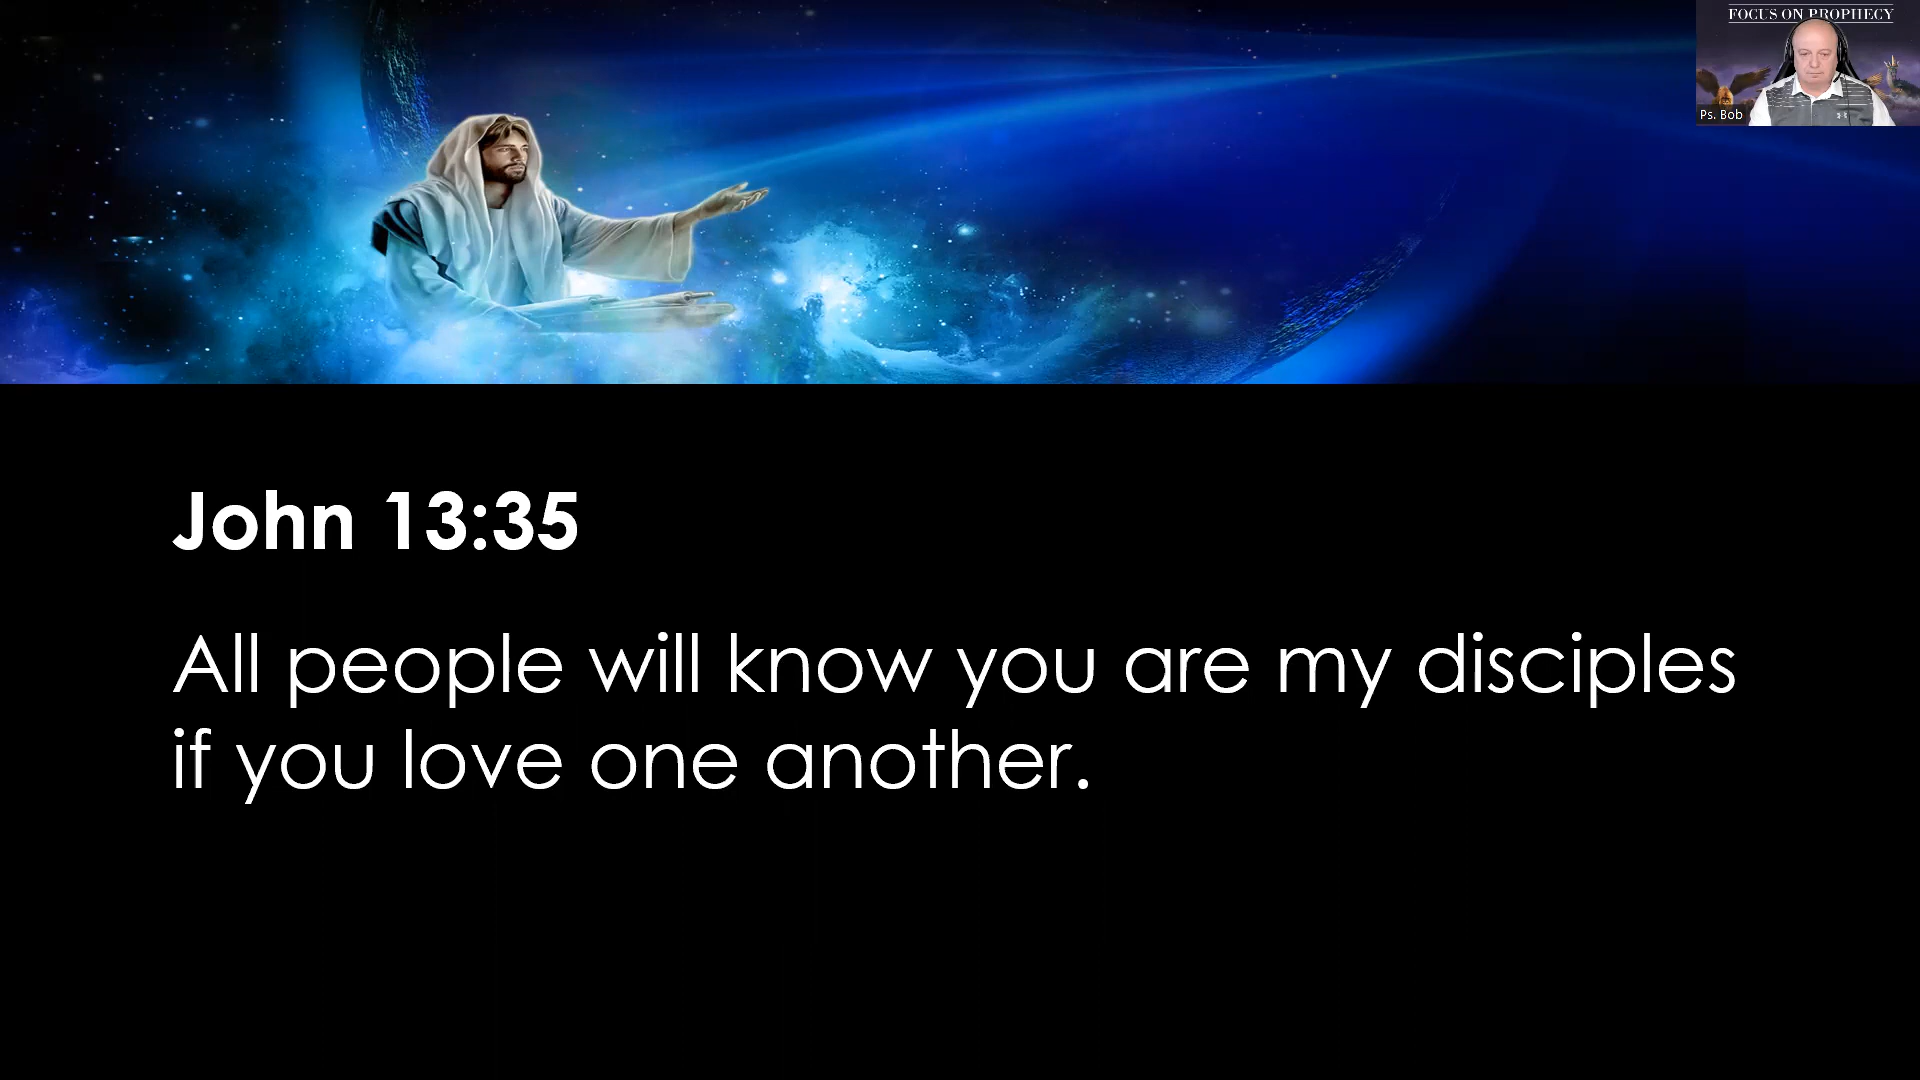 FOCUS ON PROPHECY
Ps. Bob
John 13:35
All people will know you are my disciples
if you love one another.